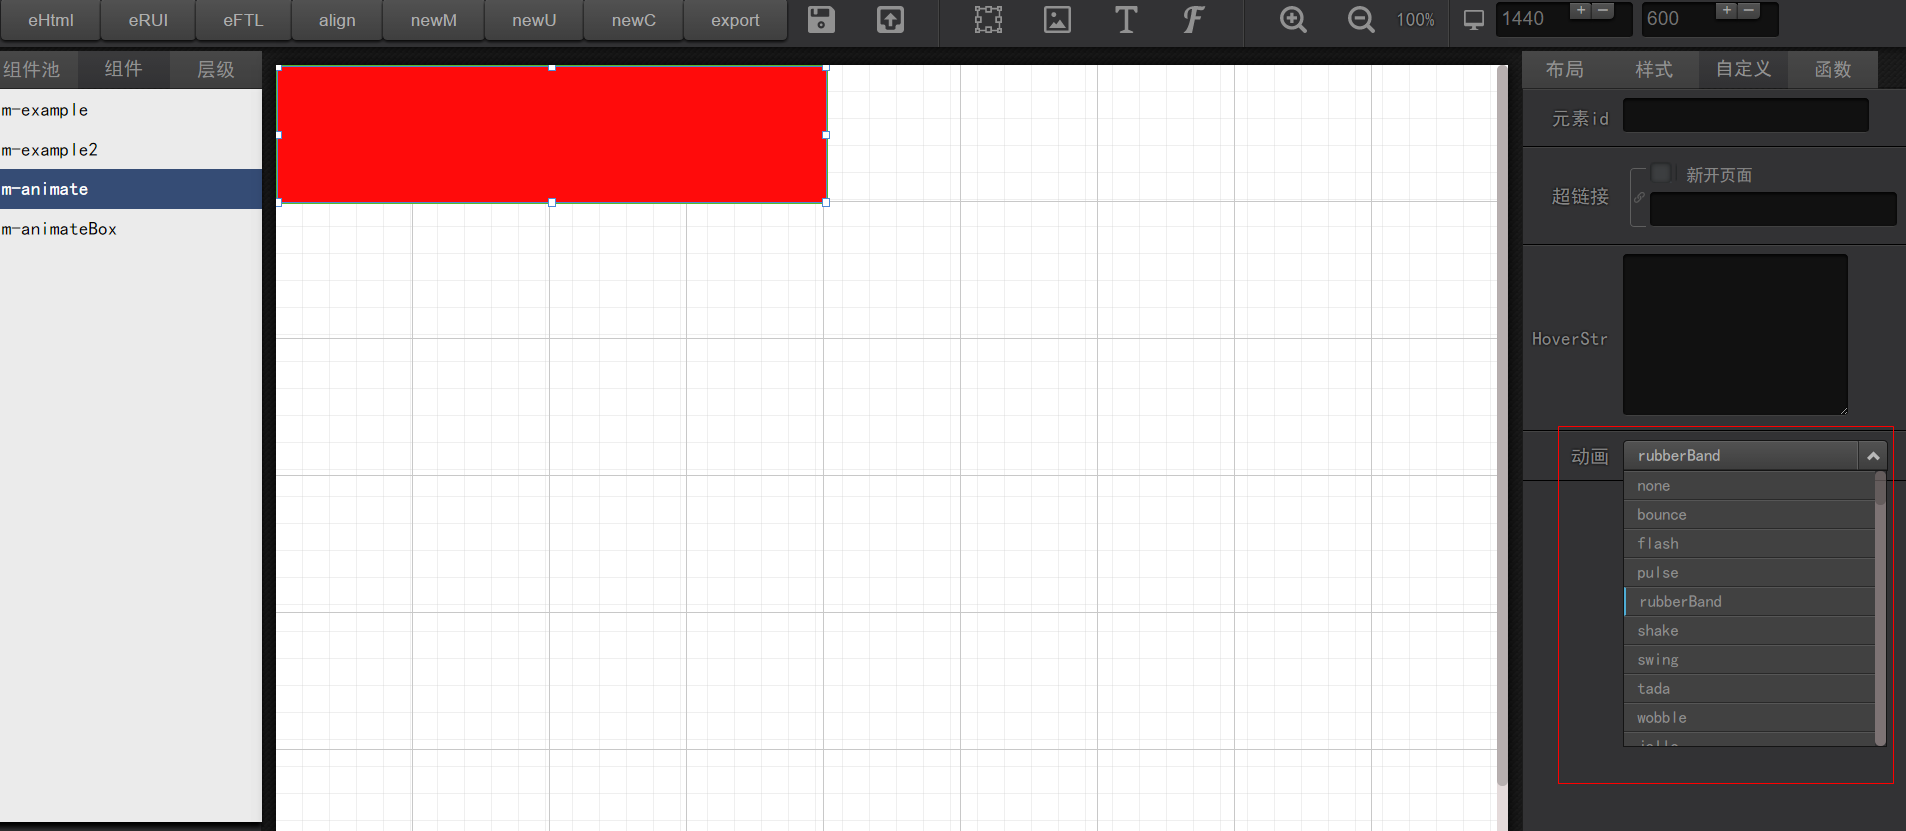 eHtml eRUI eFTL align newM newU newC export 100% 1440 + − 600 + −
组件池 组件 层级
m-example
m-example2
m-animate
m-animateBox
布局 样式 自定义 函数
元素id
新开页面
超链接
HoverStr
动画 rubberBand
none
bounce
flash
pulse
rubberBand
shake
swing
tada
wobble